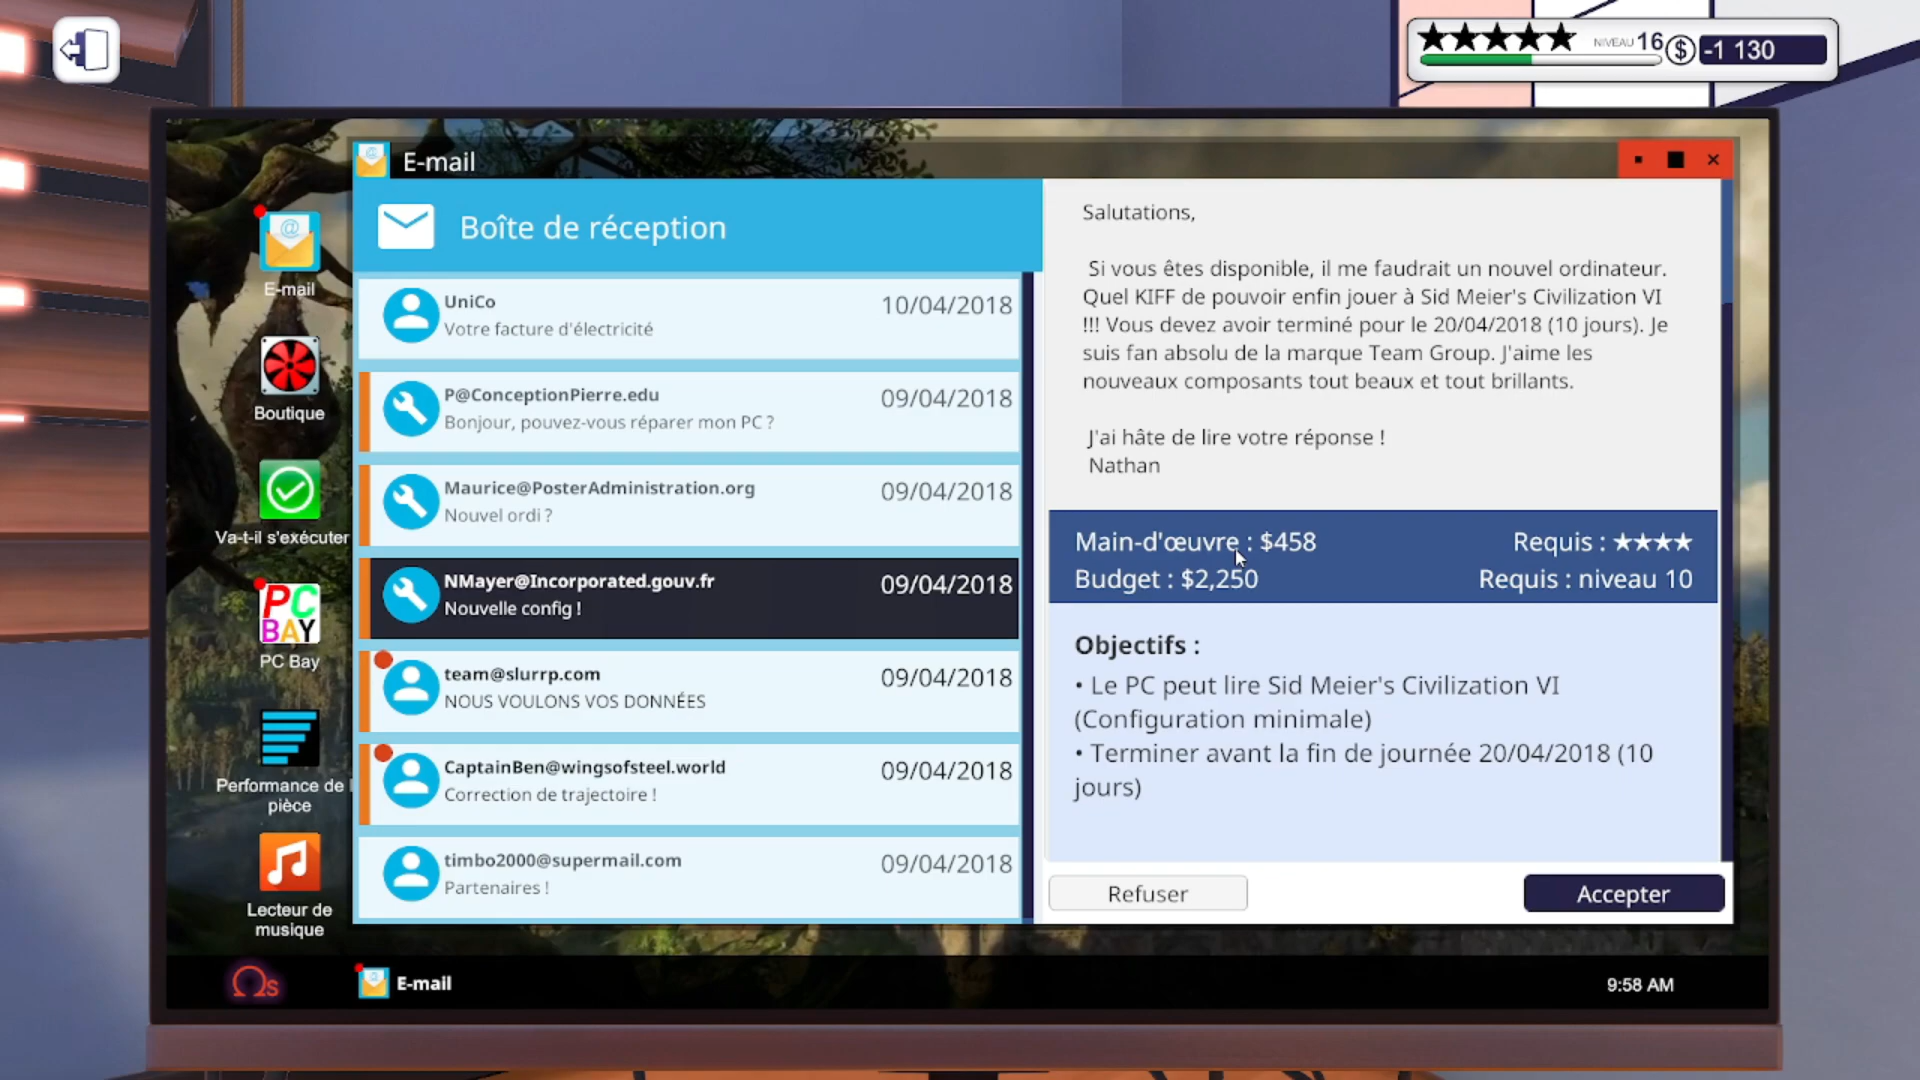 NIVEAU 16
$ -1 130
E-mail
Boîte de réception
UniCo
10/04/2018
Votre facture d'électricité
P@ConceptionPierre.edu
09/04/2018
Bonjour, pouvez-vous réparer mon PC ?
Maurice@PosterAdministration.org
09/04/2018
Nouvel ordi ?
NMayer@Incorporated.gouv.fr
09/04/2018
Nouvelle config !
team@slurrp.com
09/04/2018
NOUS VOULONS VOS DONNÉES
CaptainBen@wingsofsteel.world
09/04/2018
Correction de trajectoire !
timbo2000@supermail.com
09/04/2018
Partenaires !
Salutations,
Si vous êtes disponible, il me faudrait un nouvel ordinateur.
Quel KIFF de pouvoir enfin jouer à Sid Meier's Civilization VI
!!! Vous devez avoir terminé pour le 20/04/2018 (10 jours). Je
suis fan absolu de la marque Team Group. J'aime les
nouveaux composants tout beaux et tout brillants.
J'ai hâte de lire votre réponse !
Nathan
Main-d'œuvre : $458
Requis : ★★★★
Budget : $2,250
Requis : niveau 10
Objectifs :
• Le PC peut lire Sid Meier's Civilization VI
(Configuration minimale)
• Terminer avant la fin de journée 20/04/2018 (10
jours)
Refuser
Accepter
E-mail
Boutique
Va-t-il s'exécuter
PC
BAY
PC Bay
Performance de l
pièce
Lecteur de
musique
Ωs
E-mail
9:58 AM